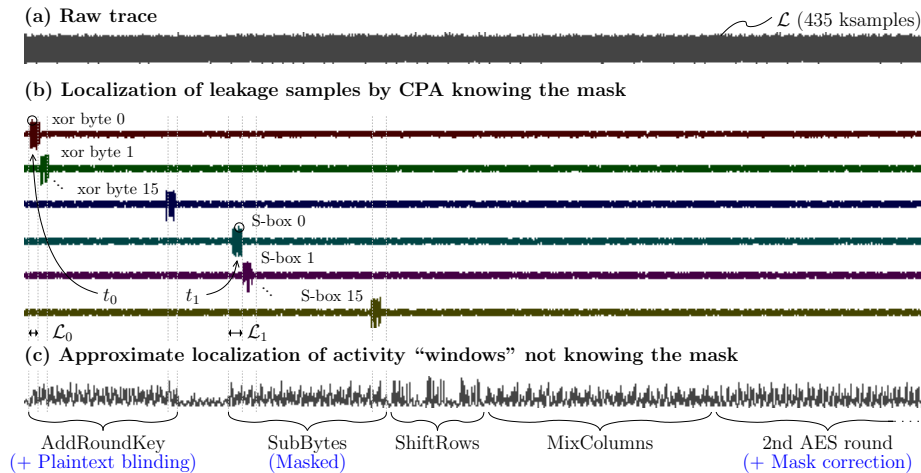 (a) Raw trace
ℒ (435 ksamples)
(b) Localization of leakage samples by CPA knowing the mask
xor byte 0
xor byte 1
⋱
xor byte 15
S-box 0
S-box 1
⋱
S-box 15
t₀
t₁
ℒ₀
ℒ₁
(c) Approximate localization of activity “windows” not knowing the mask
.....
AddRoundKey
(+ Plaintext blinding)
SubBytes
(Masked)
ShiftRows
MixColumns
2nd AES round
(+ Mask correction)